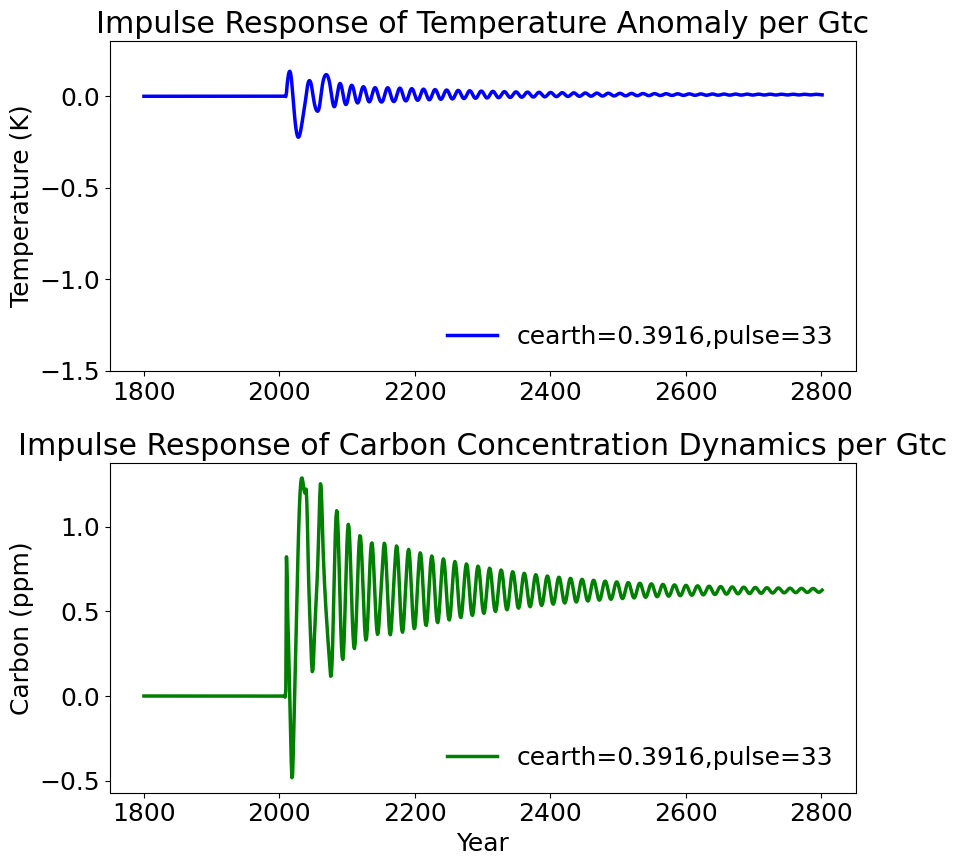 Impulse Response of Temperature Anomaly per Gtc
Temperature (K)
0.0
−0.5
−1.0
−1.5
cearth=0.3916,pulse=33
1800 2000 2200 2400 2600 2800
Impulse Response of Carbon Concentration Dynamics per Gtc
Carbon (ppm)
1.0
0.5
0.0
−0.5
cearth=0.3916,pulse=33
1800 2000 2200 2400 2600 2800
Year